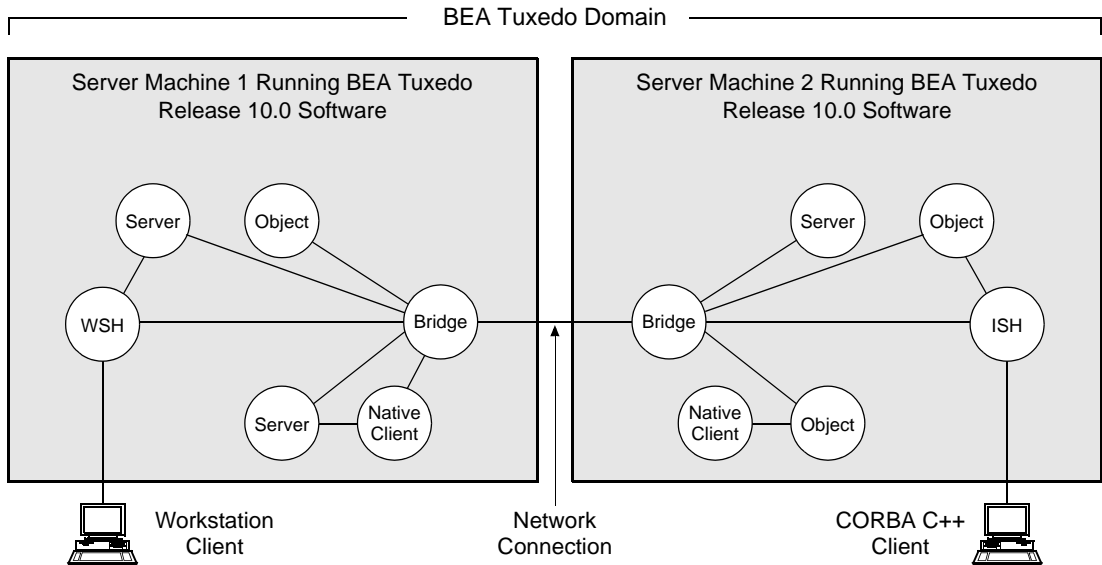 BEA Tuxedo Domain
Server Machine 1 Running BEA Tuxedo
Release 10.0 Software
Server Machine 2 Running BEA Tuxedo
Release 10.0 Software
Server
Object
Server
Object
WSH
Bridge
Bridge
ISH
Server
Native
Client
Native
Client
Object
Workstation
Client
Network
Connection
CORBA C++
Client